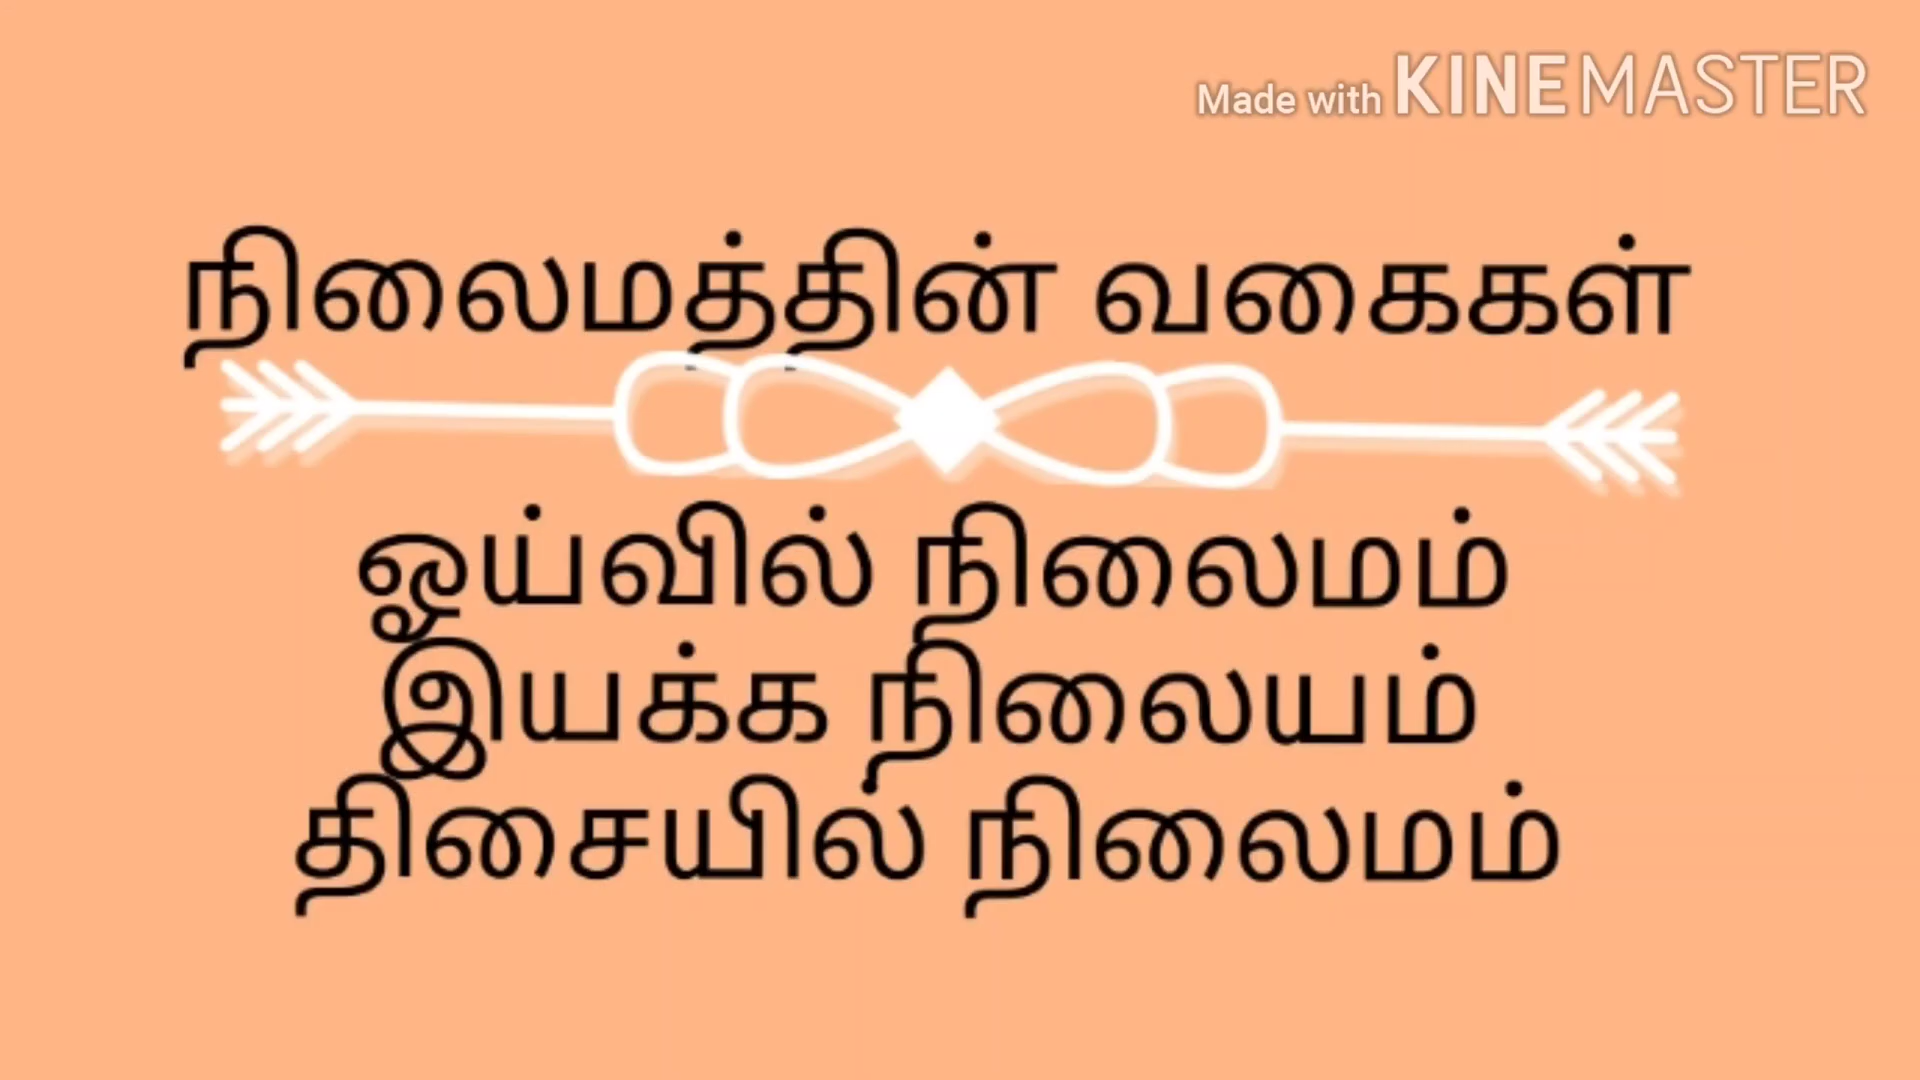 Made with KINEMASTER
நிலைமத்தின் வகைகள்
ஓய்வில் நிலைமம்
இயக்க நிலையம்
திசையில் நிலைமம்